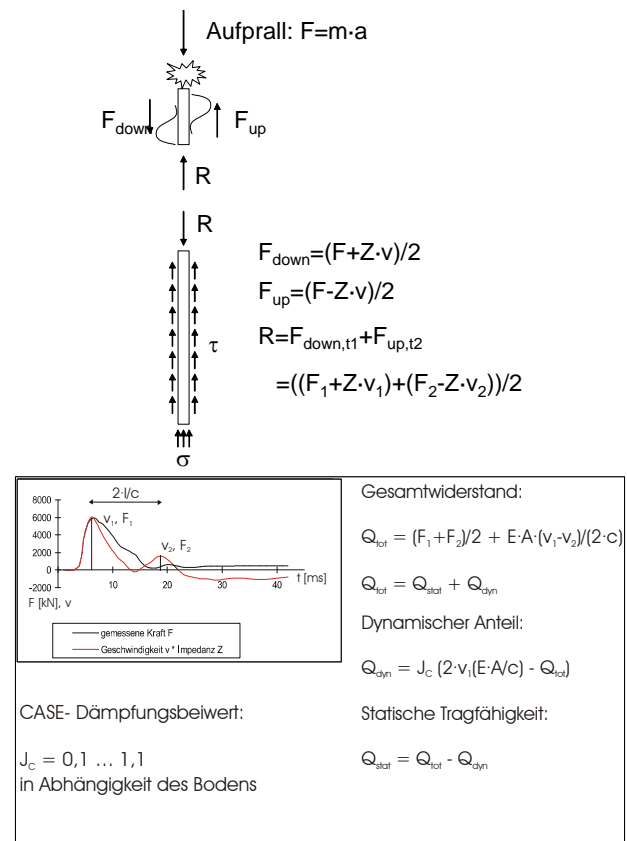 Aufprall: F=m·a
F_down F_up
R
R
F_down=(F+Z·v)/2
F_up=(F-Z·v)/2
R=F_down,t1+F_up,t2
=((F_1+Z·v_1)+(F_2-Z·v_2))/2
τ
σ
2·l/c
8000
6000
4000
2000
0
−2000
v_1, F_1
v_2, F_2
10 20 30 40
t [ms]
F [kN], v
gemessene Kraft F
Geschwindigkeit v * Impedanz Z
CASE- Dämpfungsbeiwert:
J_C = 0,1 ... 1,1
in Abhängigkeit des Bodens
Gesamtwiderstand:
Q_tot = (F_1+F_2)/2 + E·A·(v_1-v_2)/(2·c)
Q_tot = Q_stat + Q_dyn
Dynamischer Anteil:
Q_dyn = J_C (2·v_1(E·A/c) - Q_tot)
Statische Tragfähigkeit:
Q_stat = Q_tot - Q_dyn